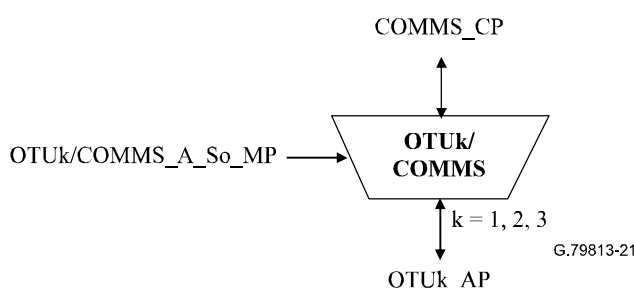 COMMS_CP
OTUk/
COMMS
OTUk/COMMS_A_So_MP
k = 1, 2, 3
G.79813-21
OTUk_AP